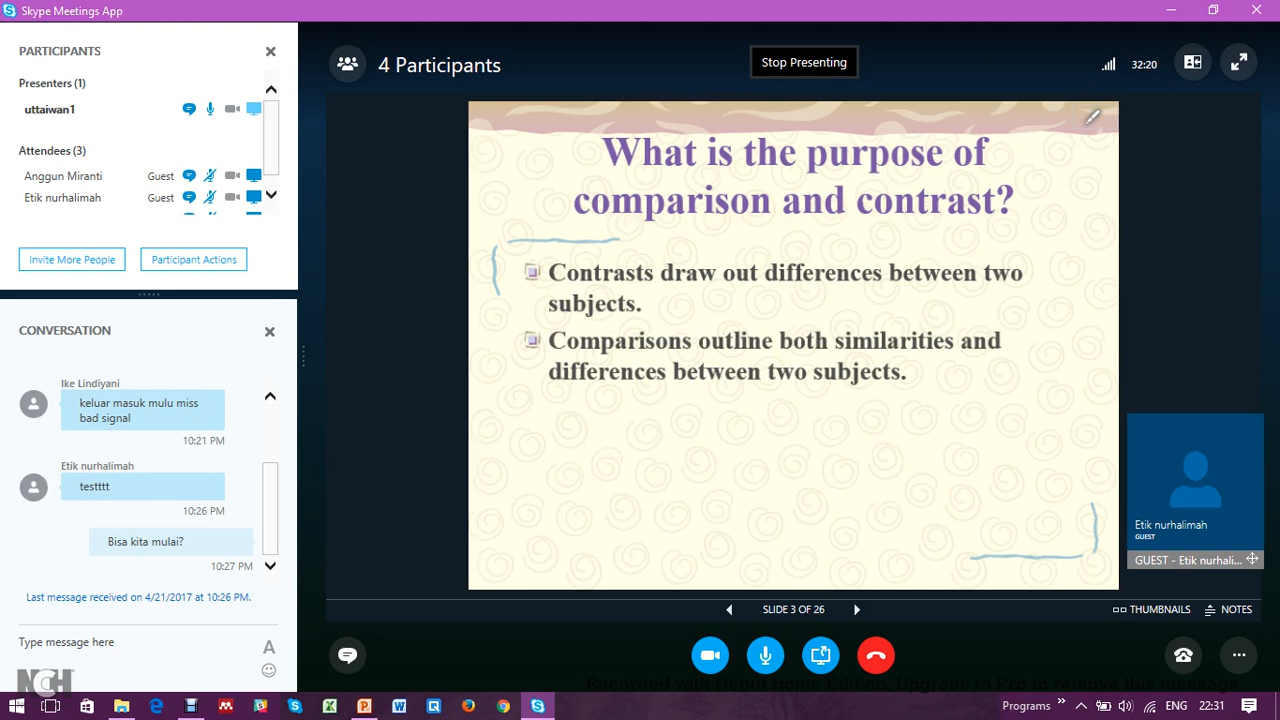 Skype Meetings App
PARTICIPANTS
Presenters (1)
uttaiwan1
Attendees (3)
Anggun Miranti Guest
Etik nurhalimah Guest
Invite More People Participant Actions
CONVERSATION
Ike Lindiyani
keluar masuk mulu miss
bad signal
10:21 PM
Etik nurhalimah
testttt
10:26 PM
Bisa kita mulai?
10:27 PM
Last message received on 4/21/2017 at 10:26 PM.
Type message here
A
NCH
4 Participants
Stop Presenting
32:20
What is the purpose of
comparison and contrast?
Contrasts draw out differences between two
subjects.
Comparisons outline both similarities and
differences between two subjects.
Etik nurhalimah
GUEST
GUEST - Etik nurhali...
SLIDE 3 OF 26
THUMBNAILS NOTES
Recorded with Debut Home Edition. Upgrade to Pro to remove this message
Programs ENG 22:31